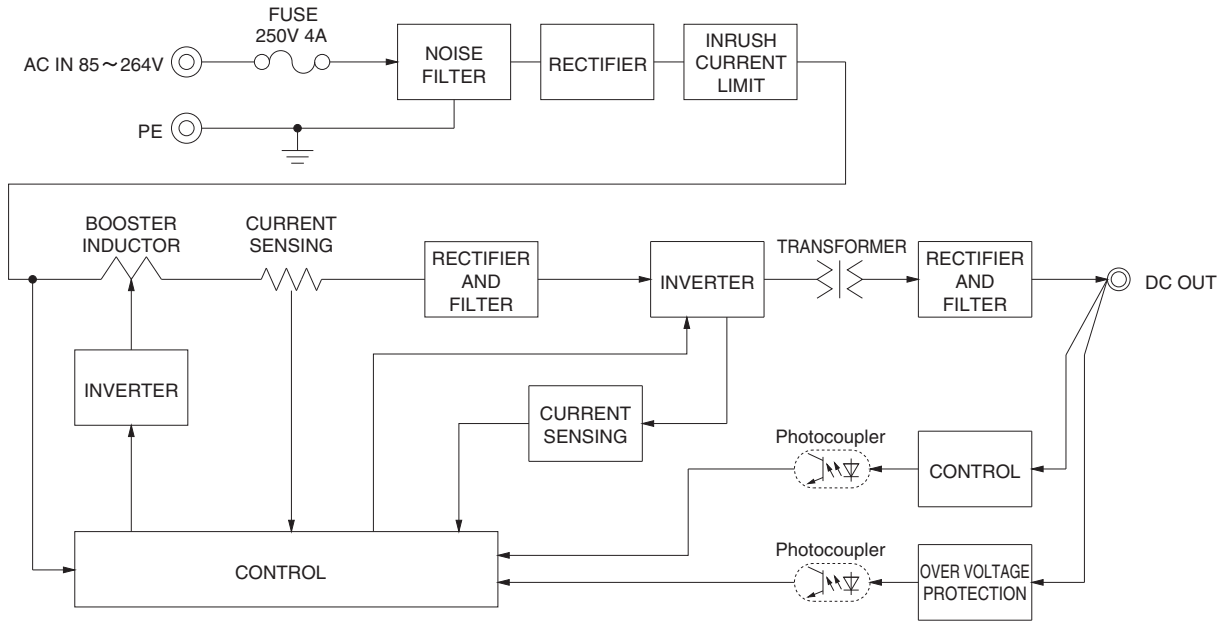 FUSE
250V 4A
AC IN 85～264V
NOISE
FILTER
RECTIFIER
INRUSH
CURRENT
LIMIT
PE
BOOSTER
INDUCTOR
CURRENT
SENSING
RECTIFIER
AND
FILTER
INVERTER
TRANSFORMER
RECTIFIER
AND
FILTER
DC OUT
INVERTER
CURRENT
SENSING
Photocoupler
CONTROL
CONTROL
Photocoupler
OVER VOLTAGE
PROTECTION